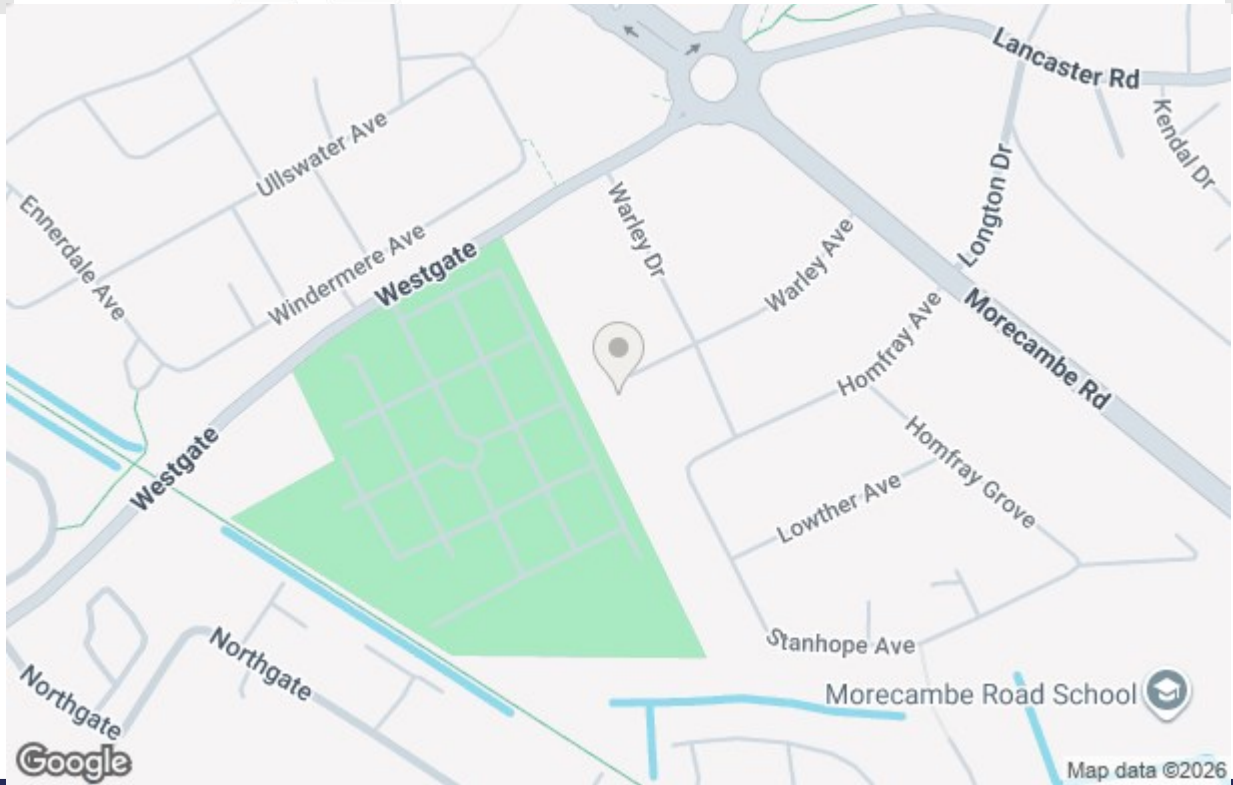 Lancaster Rd
Kendal Dr
Ullswater Ave
Longton Dr
Ennerdale Ave
Warley Dr
Windermere Ave
Westgate
Warley Ave
Homfray Ave
Morecambe Rd
Homfray Grove
Westgate
Lowther Ave
Northgate
Stanhope Ave
Northgate
Morecambe Road School
Google
Map data ©2026